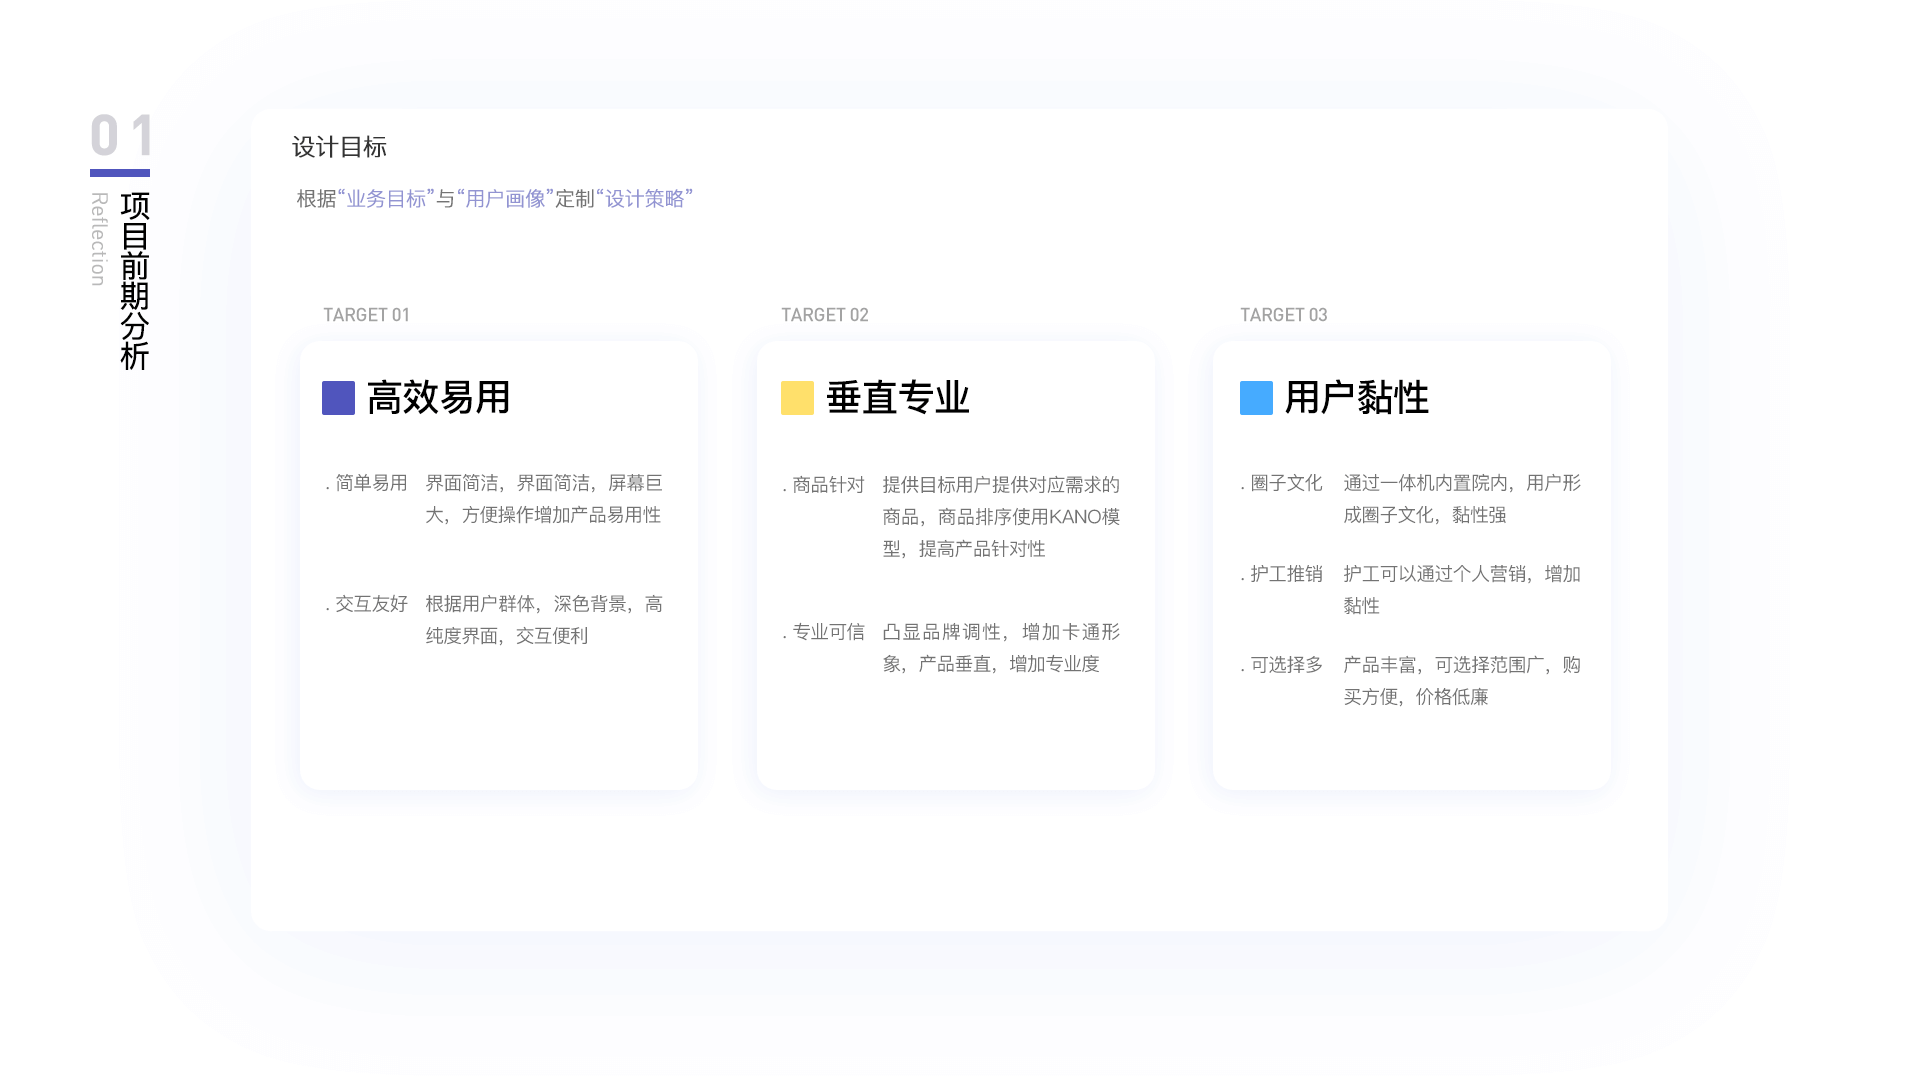 01
项目前期分析
Reflection
设计目标
根据“业务目标”与“用户画像”定制“设计策略”
TARGET 01
高效易用
. 简单易用 界面简洁，界面简洁，屏幕巨
大，方便操作增加产品易用性
. 交互友好 根据用户群体，深色背景，高
纯度界面，交互便利
TARGET 02
垂直专业
. 商品针对 提供目标用户提供对应需求的
商品，商品排序使用KANO模
型，提高产品针对性
. 专业可信 凸显品牌调性，增加卡通形
象，产品垂直，增加专业度
TARGET 03
用户黏性
. 圈子文化 通过一体机内置院内，用户形
成圈子文化，黏性强
. 护工推销 护工可以通过个人营销，增加
黏性
. 可选择多 产品丰富，可选择范围广，购
买方便，价格低廉